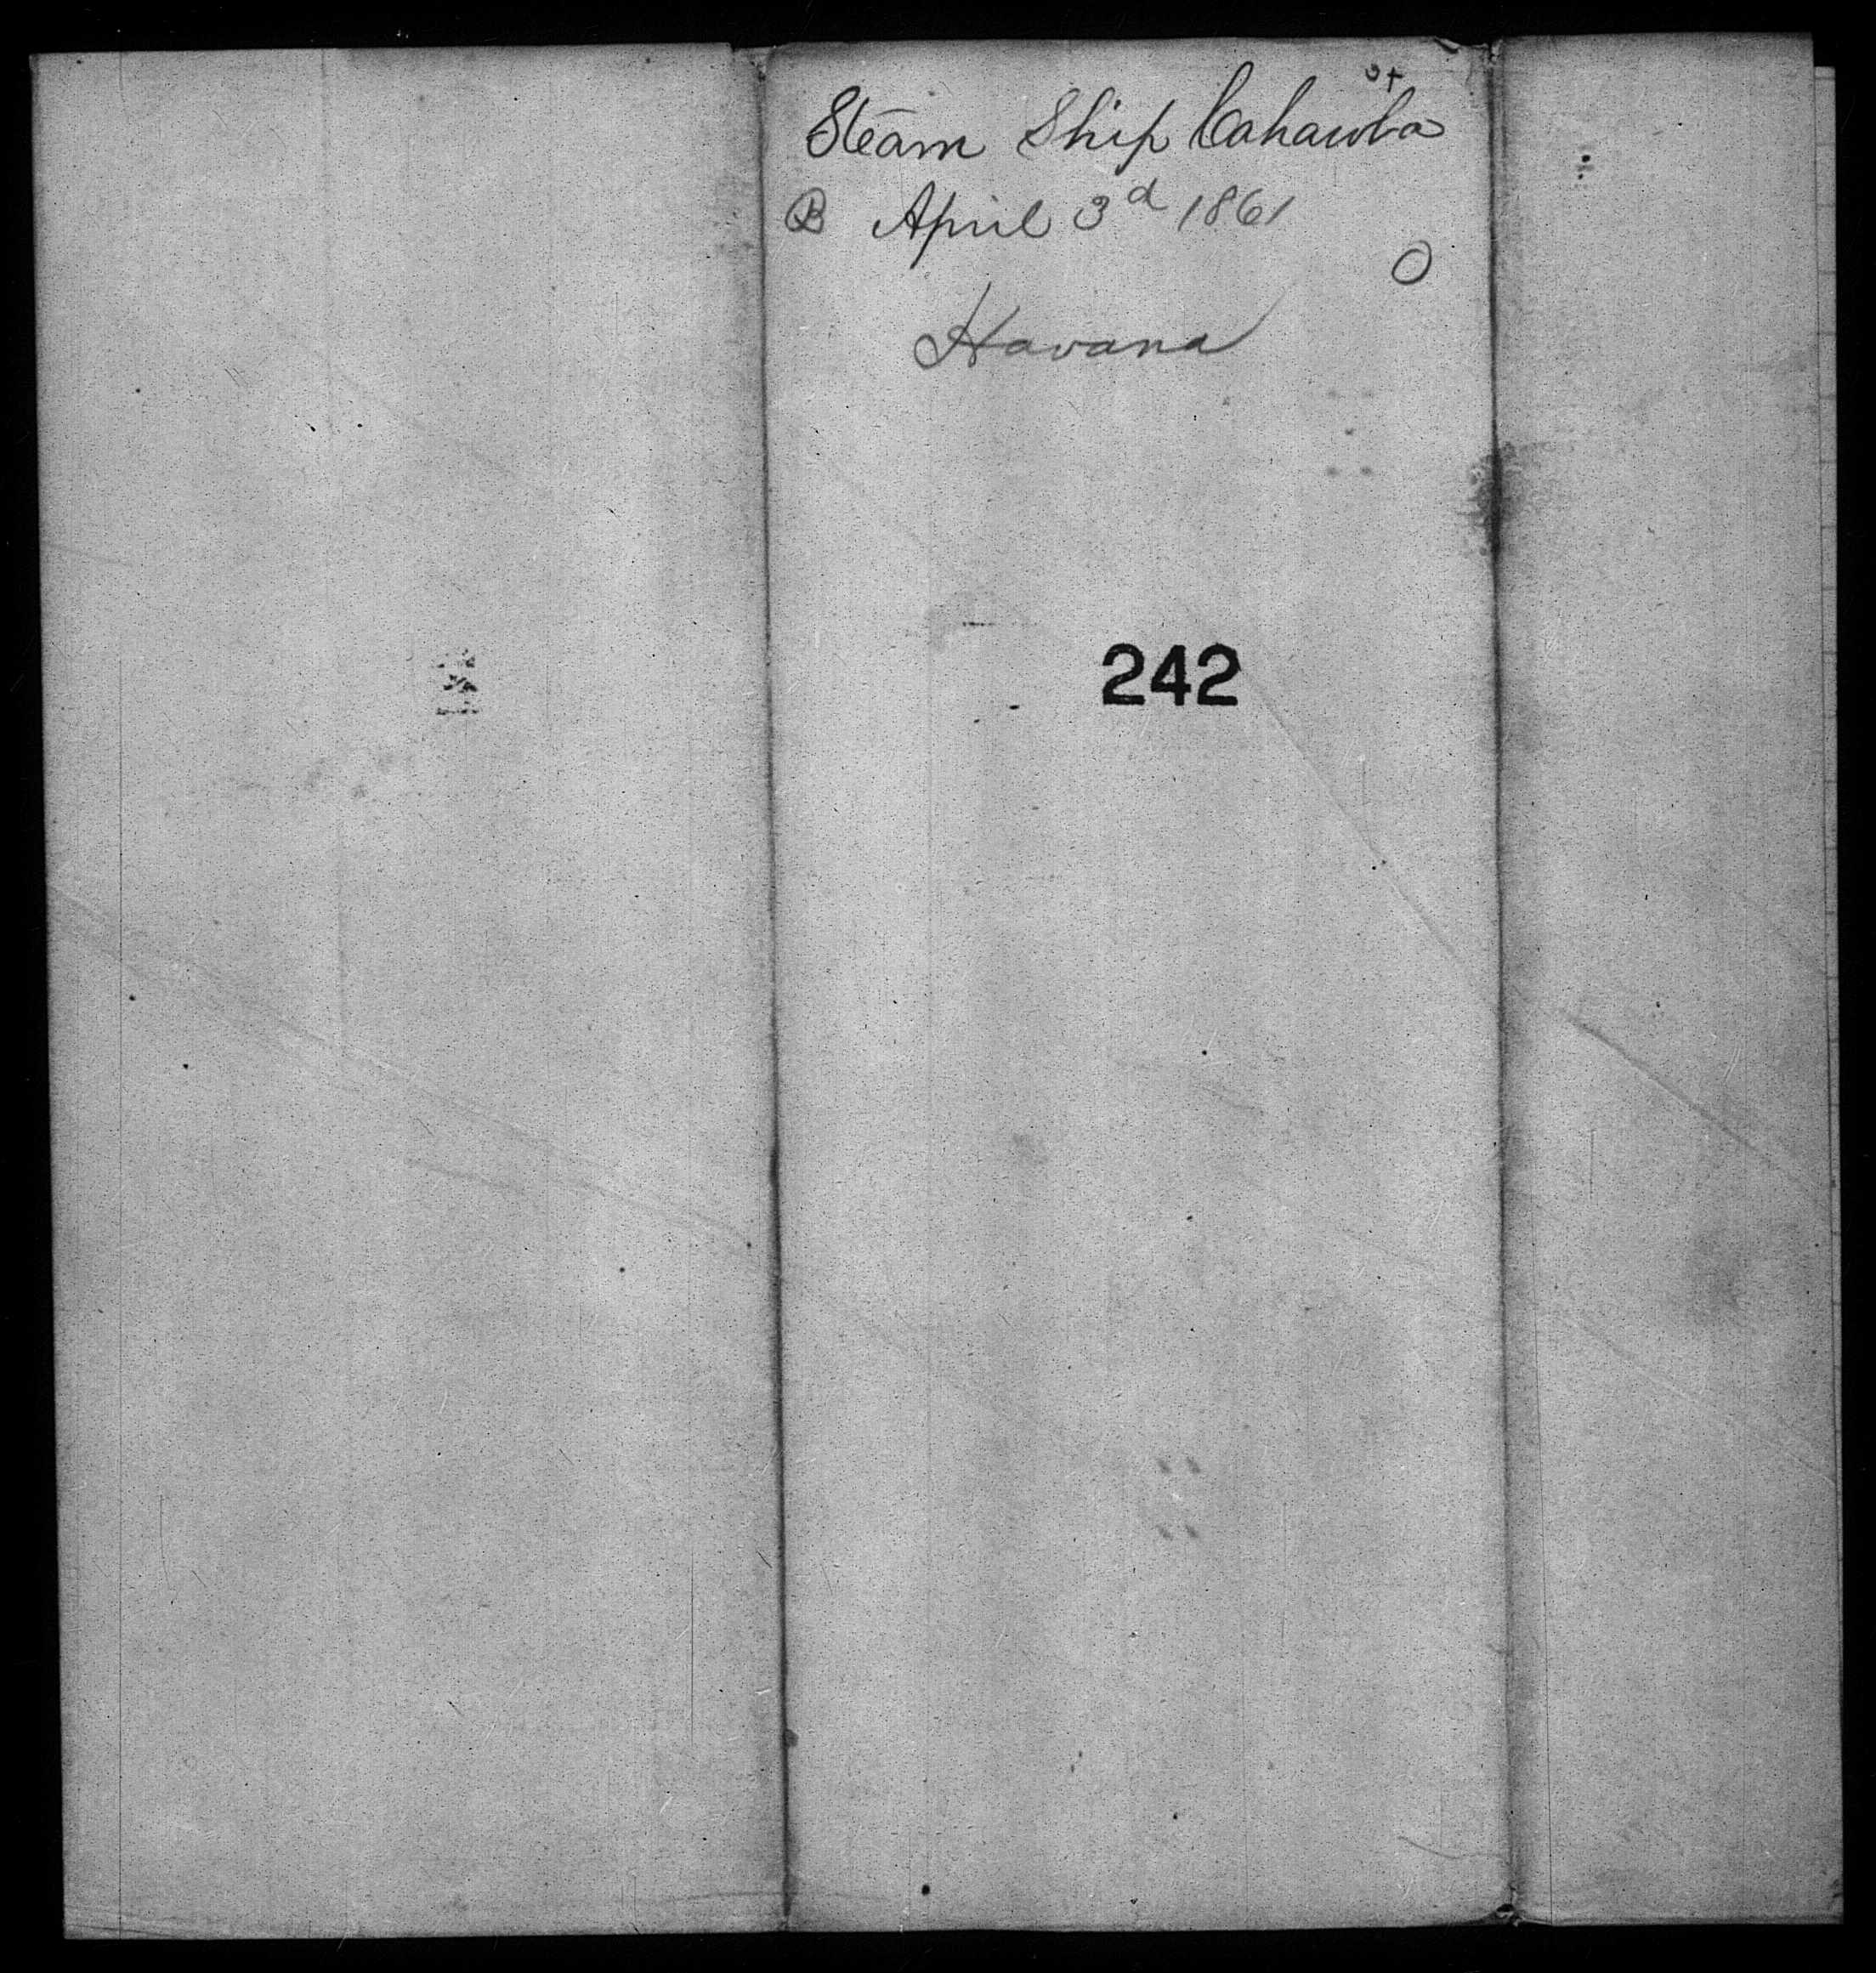 Steam Ship Cahawba
B April 3d 1861
O
Havana
242